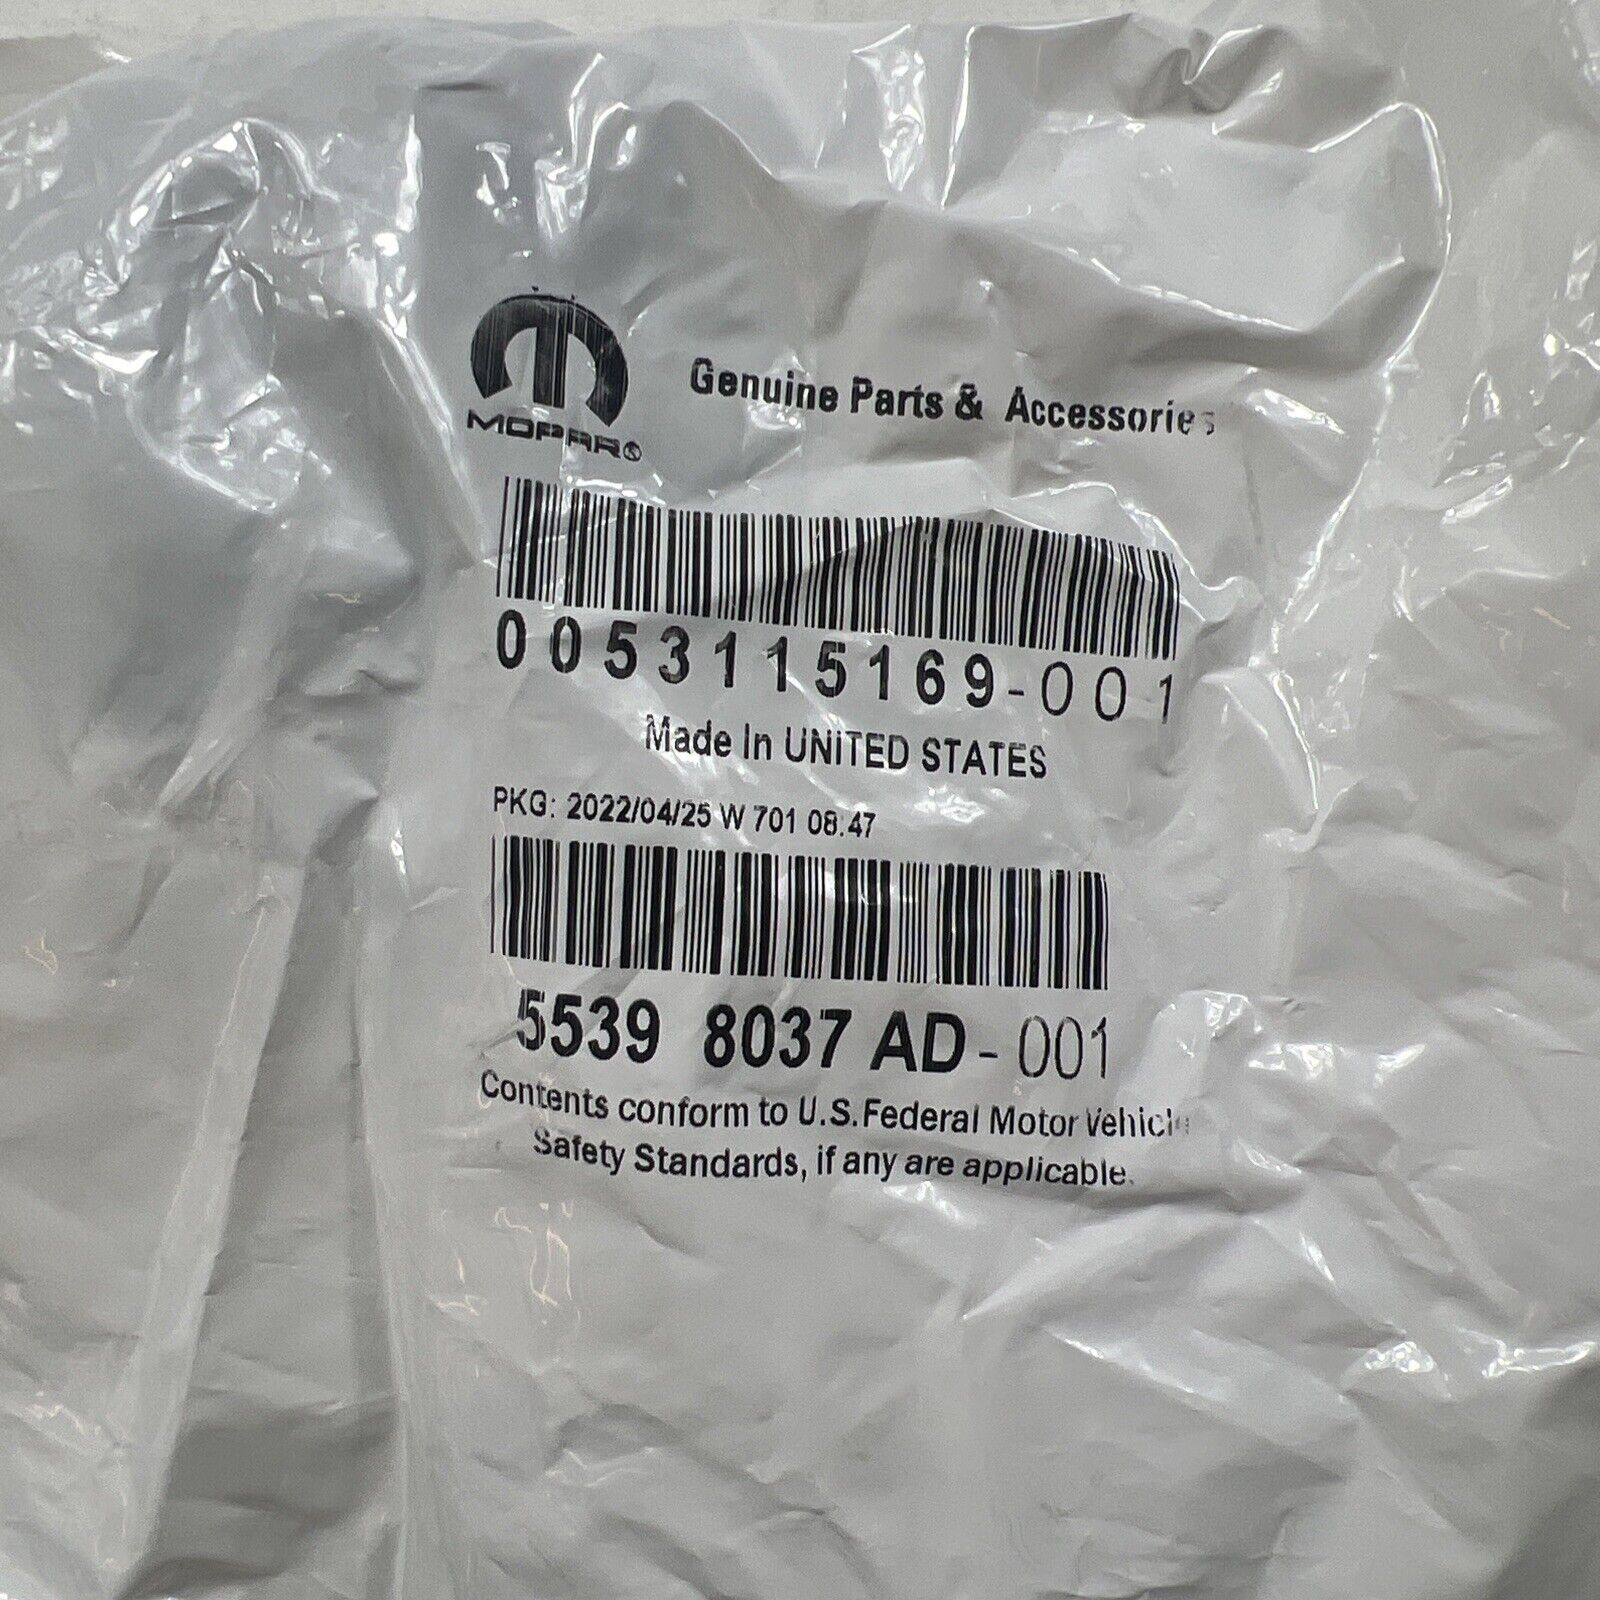 MOPAR®
Genuine Parts & Accessories
0053115169-001
Made In UNITED STATES
PKG: 2022/04/25 W 701 08:47
5539 8037 AD-001
Contents conform to U.S.Federal Motor Vehicle
Safety Standards, if any are applicable.